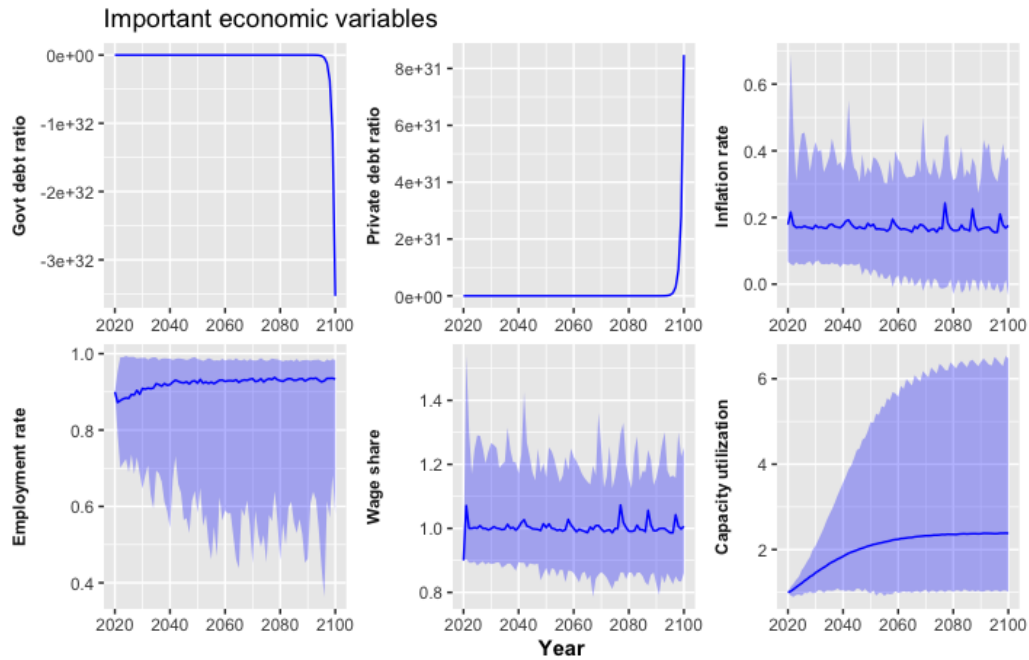 Important economic variables
Govt debt ratio
0e+00
-1e+32
-2e+32
-3e+32
2020 2040 2060 2080 2100
Private debt ratio
8e+31
6e+31
4e+31
2e+31
0e+00
2020 2040 2060 2080 2100
Inflation rate
0.6
0.4
0.2
0.0
2020 2040 2060 2080 2100
Employment rate
1.0
0.8
0.6
0.4
2020 2040 2060 2080 2100
Wage share
1.4
1.2
1.0
0.8
2020 2040 2060 2080 2100
Capacity utilization
6
4
2
2020 2040 2060 2080 2100
Year